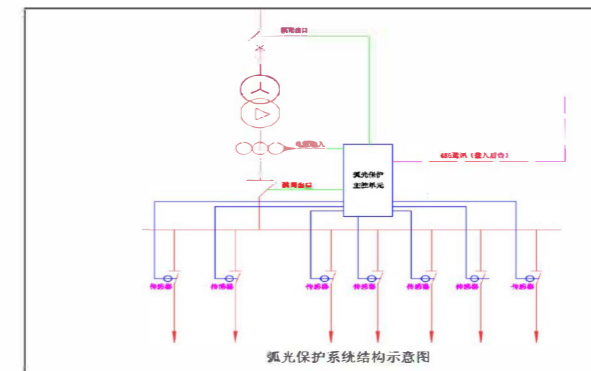 跳闸出口
电流输入
弧光保护
主控单元
485通讯（接入后台）
跳闸出口
传感器
传感器
传感器
传感器
传感器
传感器
传感器
弧光保护系统结构示意图